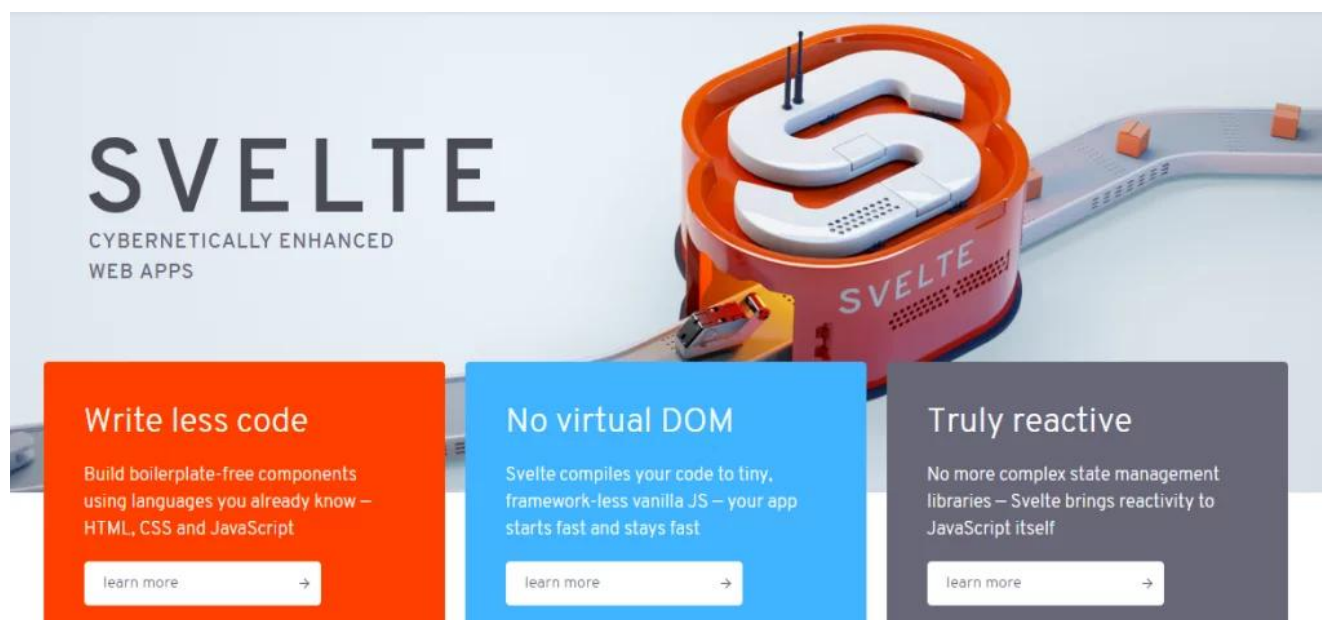 SVELTE
CYBERNETICALLY ENHANCED
WEB APPS
SVELTE
Write less code
Build boilerplate-free components
using languages you already know —
HTML, CSS and JavaScript
learn more →
No virtual DOM
Svelte compiles your code to tiny,
framework-less vanilla JS — your app
starts fast and stays fast
learn more →
Truly reactive
No more complex state management
libraries — Svelte brings reactivity to
JavaScript itself
learn more →